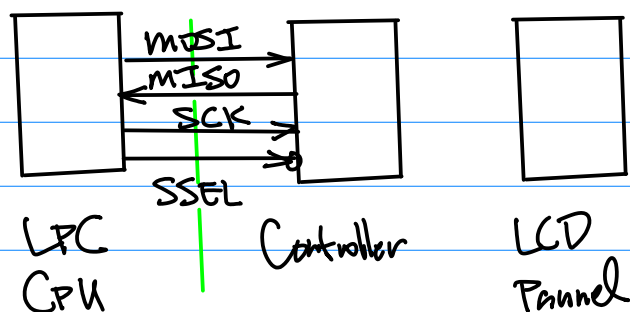 MOSI
MISO
SCK
SSEL
LPC
CPU
Controller
LCD
Pannel